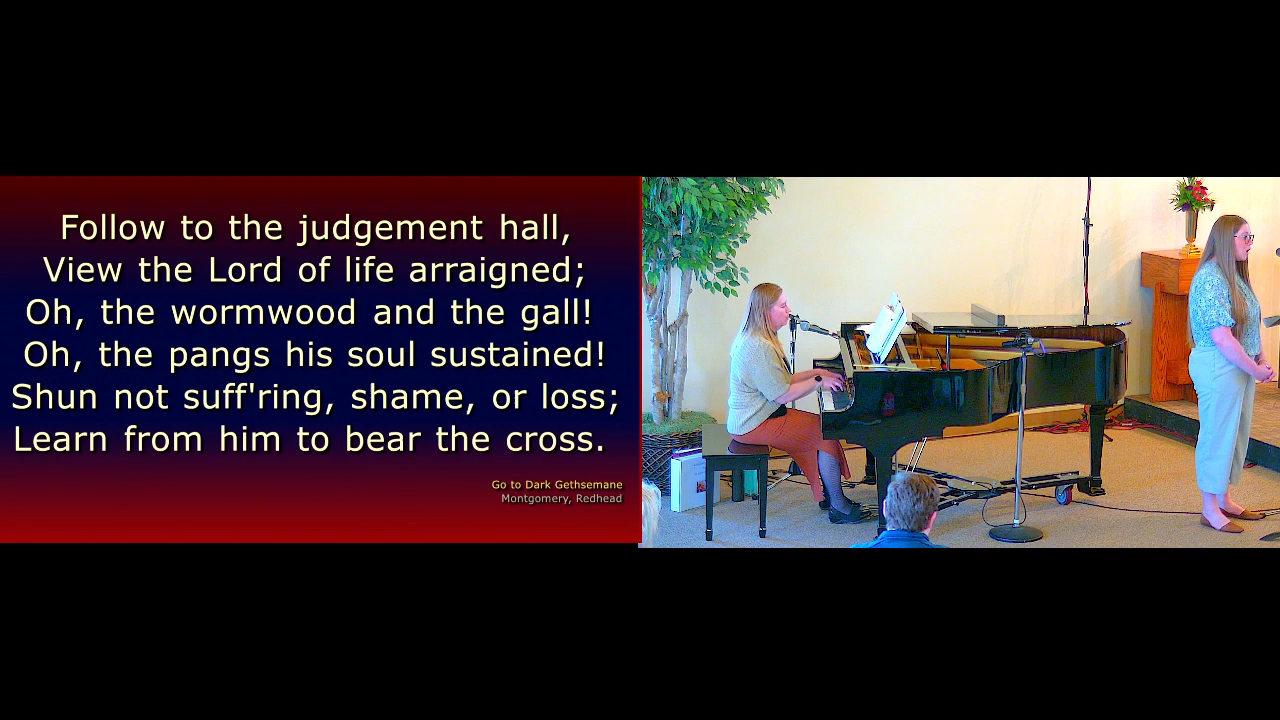 Follow to the judgement hall,
View the Lord of life arraigned;
Oh, the wormwood and the gall!
Oh, the pangs his soul sustained!
Shun not suff'ring, shame, or loss;
Learn from him to bear the cross.
Go to Dark Gethsemane
Montgomery, Redhead